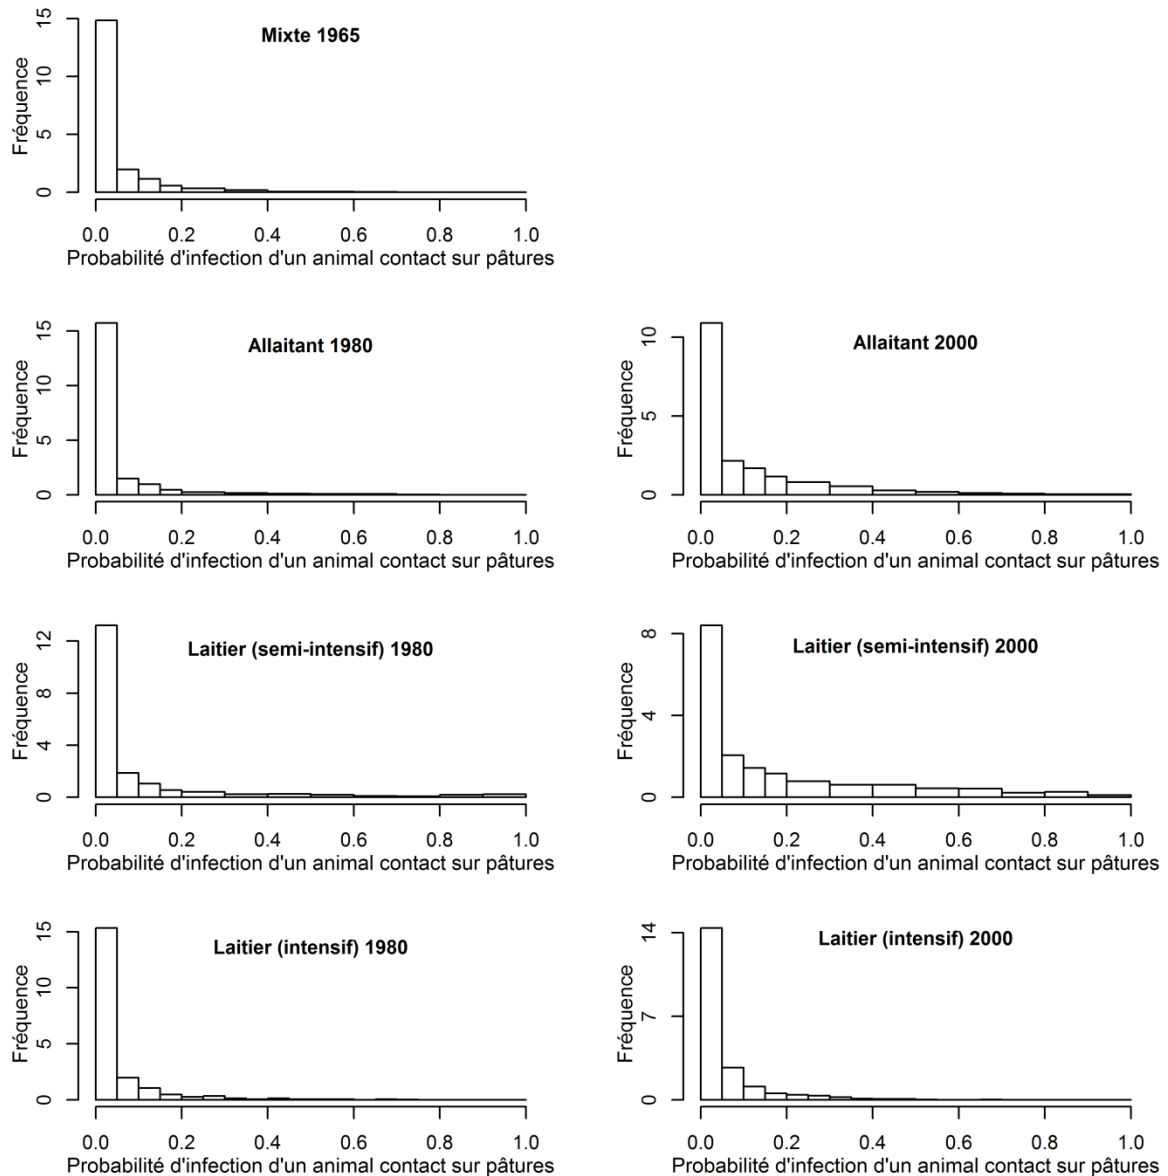 Mixte 1965
Fréquence
0 5 10 15
0.0 0.2 0.4 0.6 0.8 1.0
Probabilité d'infection d'un animal contact sur pâtures
Allaitant 1980
Fréquence
0 5 10 15
0.0 0.2 0.4 0.6 0.8 1.0
Probabilité d'infection d'un animal contact sur pâtures
Allaitant 2000
Fréquence
0 5 10
0.0 0.2 0.4 0.6 0.8 1.0
Probabilité d'infection d'un animal contact sur pâtures
Laitier (semi-intensif) 1980
Fréquence
0 4 8 12
0.0 0.2 0.4 0.6 0.8 1.0
Probabilité d'infection d'un animal contact sur pâtures
Laitier (semi-intensif) 2000
Fréquence
0 4 8
0.0 0.2 0.4 0.6 0.8 1.0
Probabilité d'infection d'un animal contact sur pâtures
Laitier (intensif) 1980
Fréquence
0 5 10 15
0.0 0.2 0.4 0.6 0.8 1.0
Probabilité d'infection d'un animal contact sur pâtures
Laitier (intensif) 2000
Fréquence
0 7 14
0.0 0.2 0.4 0.6 0.8 1.0
Probabilité d'infection d'un animal contact sur pâtures